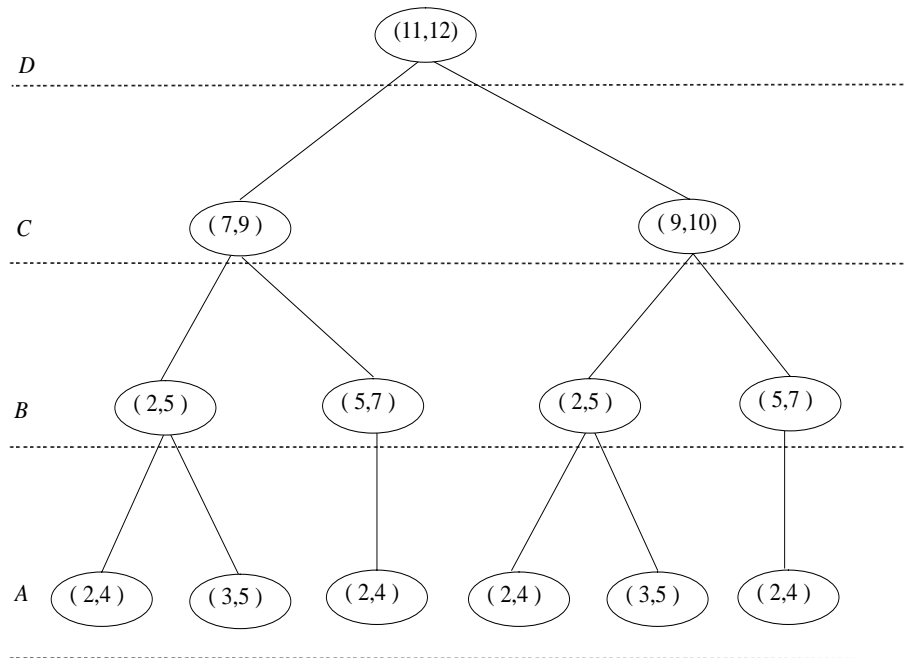 (11,12)
D
C ( 7,9 ) ( 9,10)
B ( 2,5 ) ( 5,7 ) ( 2,5 ) ( 5,7 )
A ( 2,4 ) ( 3,5 ) ( 2,4 ) ( 2,4 ) ( 3,5 ) ( 2,4 )